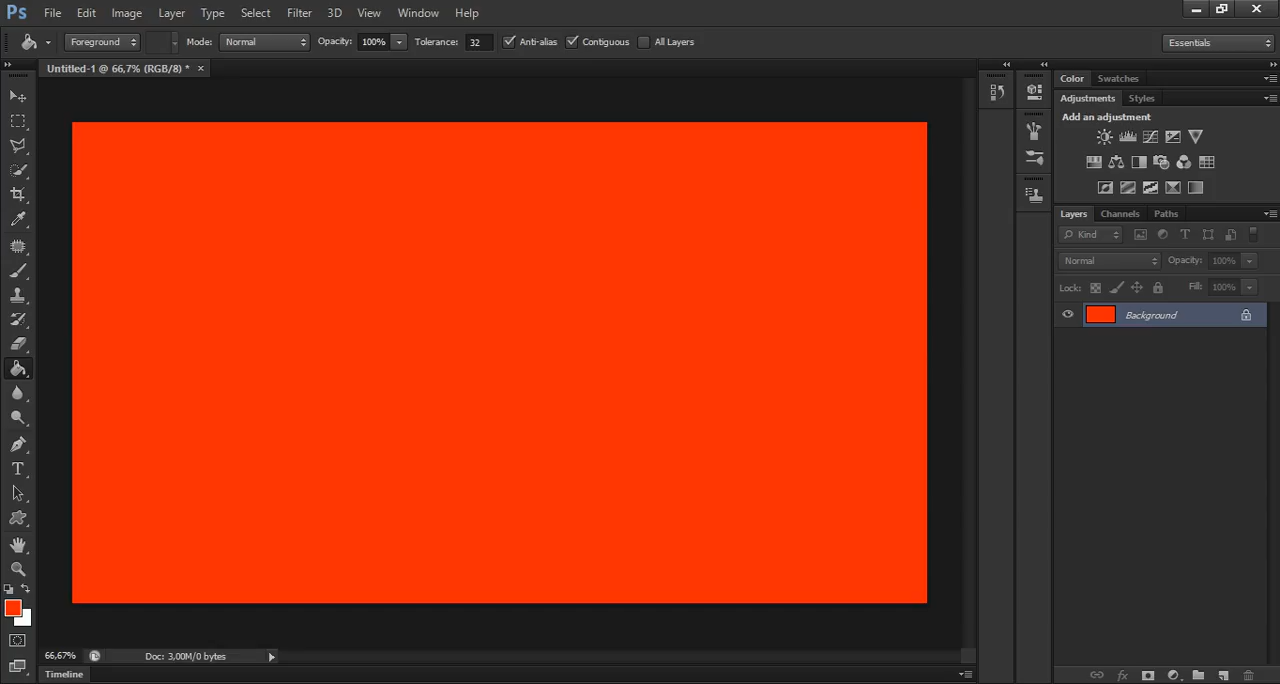 Ps File Edit Image Layer Type Select Filter 3D View Window Help
Foreground Mode: Normal Opacity: 100% Tolerance: 32 Anti-alias Contiguous All Layers Essentials
Untitled-1 @ 66,7% (RGB/8) * ×
Color Swatches
Adjustments Styles
Add an adjustment
Layers Channels Paths
Kind
Normal Opacity: 100%
Lock: Fill: 100%
Background
66,67% Doc: 3,00M/0 bytes
Timeline